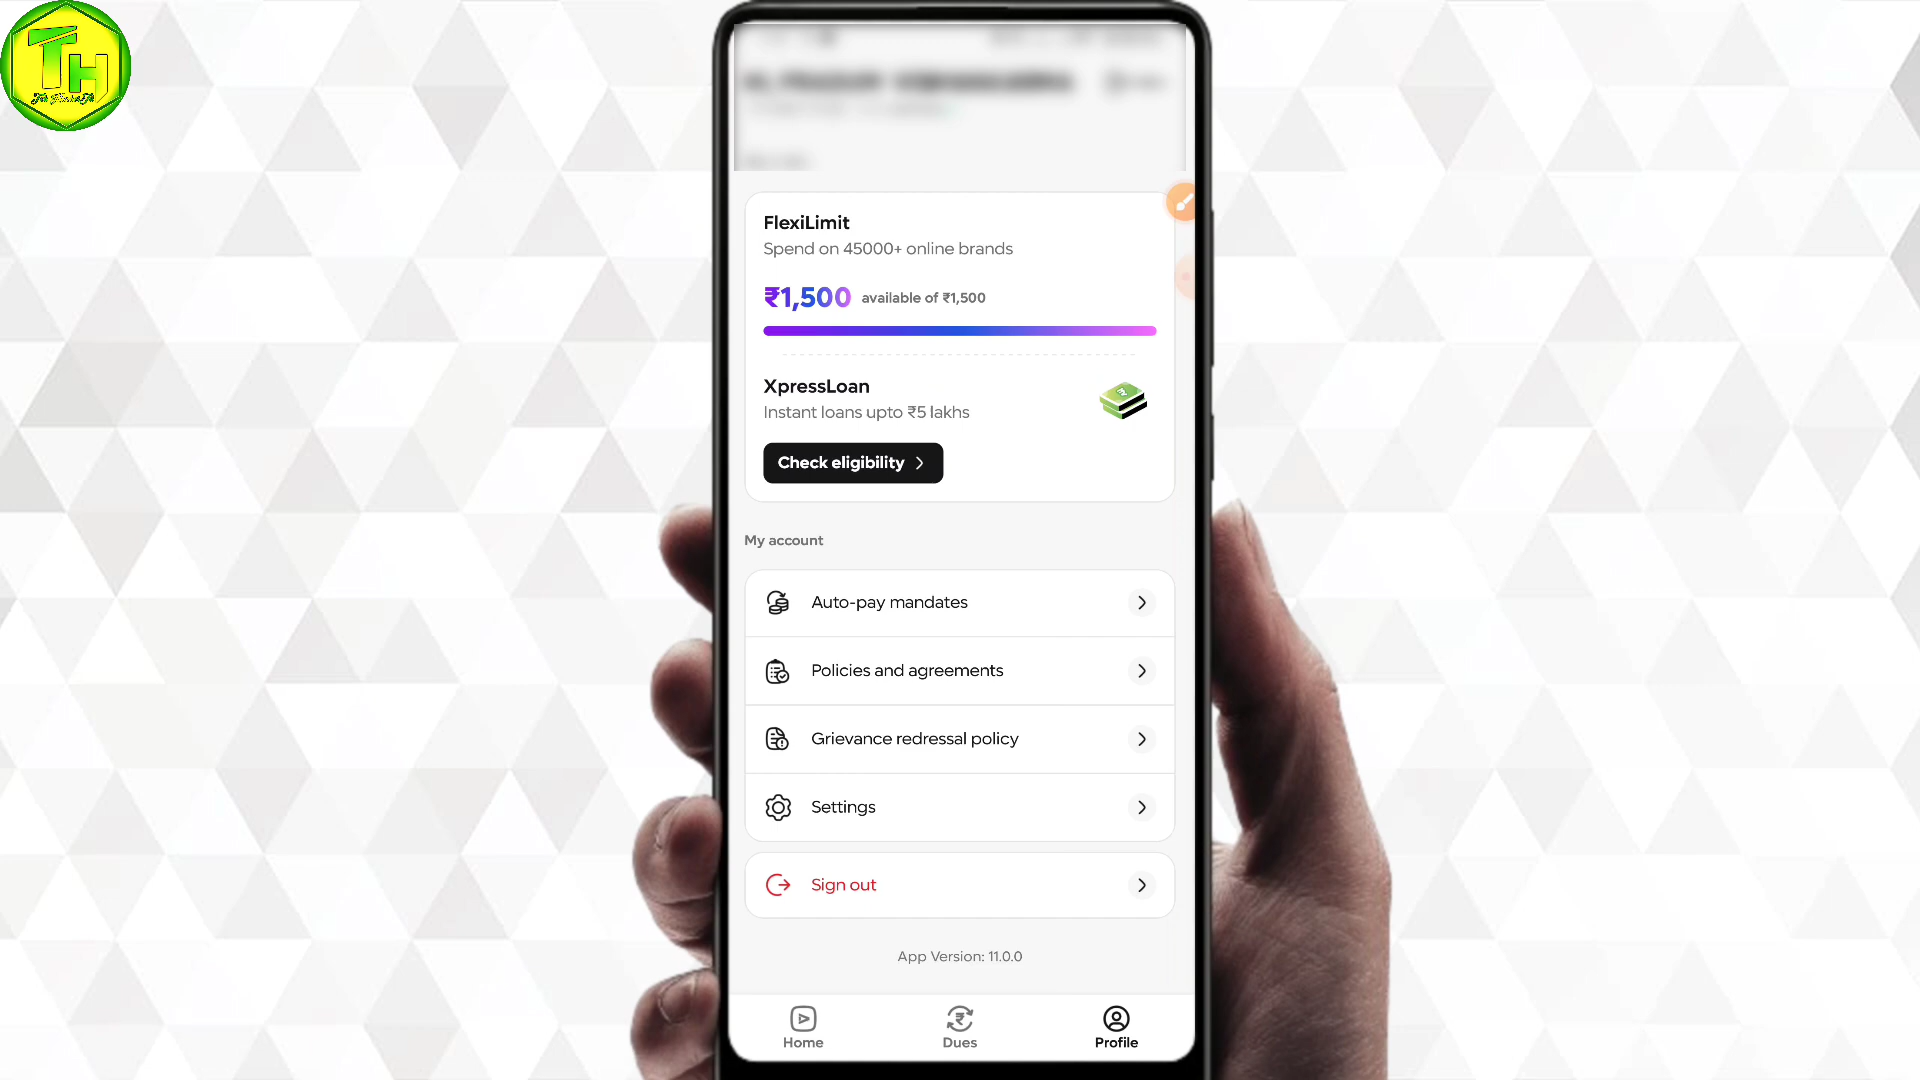 TH
FlexiLimit
Spend on 45000+ online brands
₹1,500 available of ₹1,500
XpressLoan
Instant loans upto ₹5 lakhs
Check eligibility
My account
Auto-pay mandates
Policies and agreements
Grievance redressal policy
Settings
Sign out
App Version: 11.0.0
Home Dues Profile